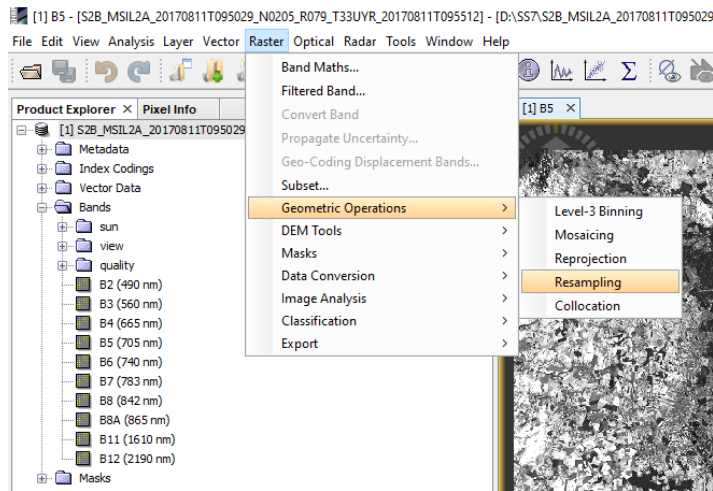 [1] B5 - [S2B_MSIL2A_20170811T095029_N0205_R079_T33UYR_20170811T095512] - [D:\SS7\S2B_MSIL2A_20170811T095029
File Edit View Analysis Layer Vector Raster Optical Radar Tools Window Help
Product Explorer × Pixel Info
[1] B5 ×
[1] S2B_MSIL2A_20170811T095029
Metadata
Index Codings
Vector Data
Bands
sun
view
quality
B2 (490 nm)
B3 (560 nm)
B4 (665 nm)
B5 (705 nm)
B6 (740 nm)
B7 (783 nm)
B8 (842 nm)
B8A (865 nm)
B11 (1610 nm)
B12 (2190 nm)
Masks
Band Maths...
Filtered Band...
Convert Band
Propagate Uncertainty...
Geo-Coding Displacement Bands...
Subset...
Geometric Operations >
DEM Tools >
Masks >
Data Conversion >
Image Analysis >
Classification >
Export >
Level-3 Binning
Mosaicing
Reprojection
Resampling
Collocation